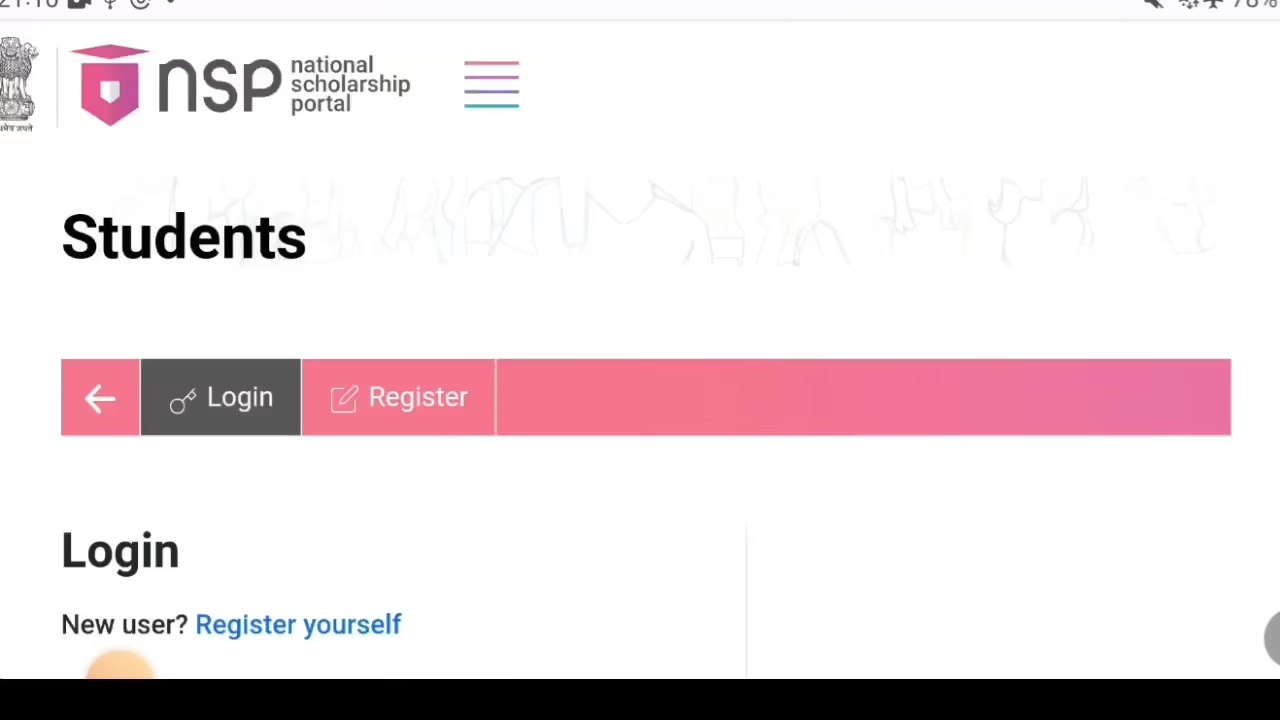 nsp
national
scholarship
portal
Students
Login
Register
Login
New user? Register yourself